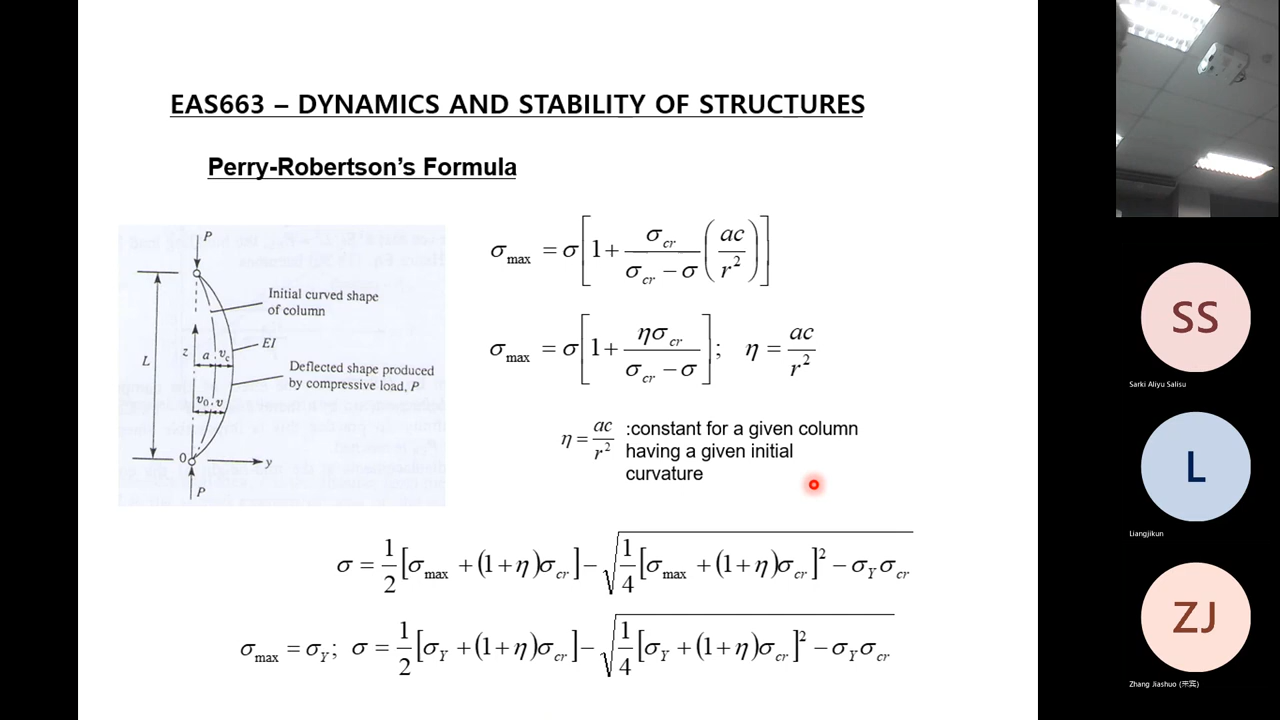 EAS663 – DYNAMICS AND STABILITY OF STRUCTURES
Perry-Robertson's Formula
P
Initial curved shape
of column
EI
z
a
v_c
L
Deflected shape produced
by compressive load, P
v_0
v
0
y
P
σ_max = σ[1 + σ_cr/(σ_cr − σ) (ac/r²)]
σ_max = σ[1 + ησ_cr/(σ_cr − σ)]; η = ac/r²
η = ac/r² :constant for a given column
having a given initial
curvature
σ = 1/2[σ_max + (1+η)σ_cr] − √(1/4[σ_max + (1+η)σ_cr]² − σ_Y σ_cr)
σ_max = σ_Y; σ = 1/2[σ_Y + (1+η)σ_cr] − √(1/4[σ_Y + (1+η)σ_cr]² − σ_Y σ_cr)
SS
Sarki Aliyu Salisu
L
Liangjikun
ZJ